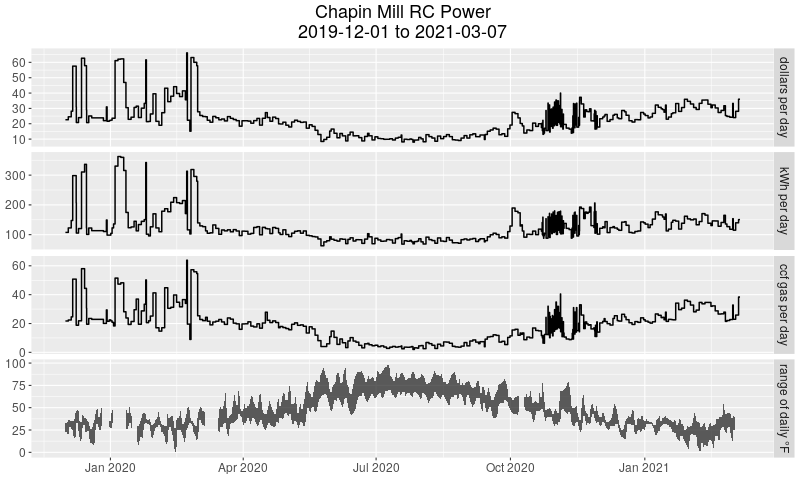 Chapin Mill RC Power
2019-12-01 to 2021-03-07
60
50
40
30
20
10
dollars per day
300
200
100
kWh per day
60
40
20
0
ccf gas per day
100
75
50
25
0
range of daily °F
Jan 2020 Apr 2020 Jul 2020 Oct 2020 Jan 2021